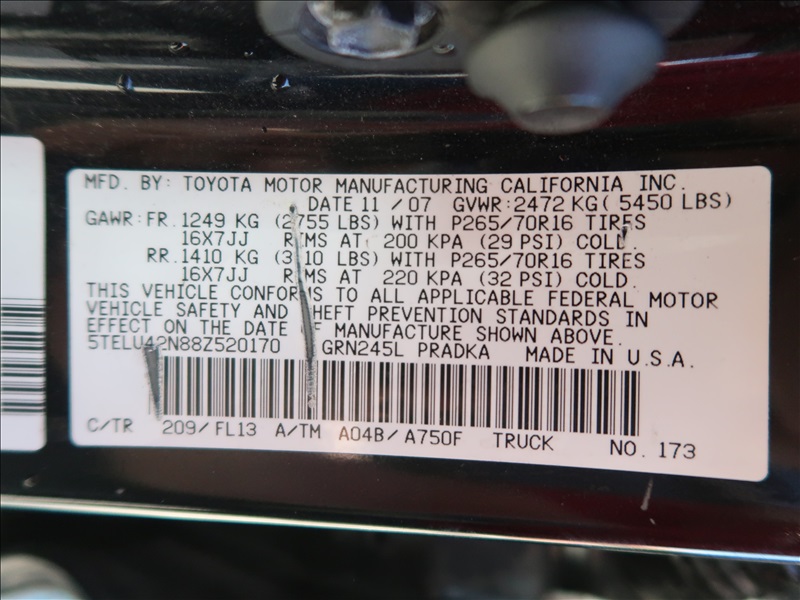 MFD. BY: TOYOTA MOTOR MANUFACTURING CALIFORNIA INC.
DATE 11 /07 GVWR: 2472 KG ( 5450 LBS)
GAWR: FR. 1249 KG (2755 LBS) WITH P265/70R16 TIRES
16X7JJ RIMS AT 200 KPA (29 PSI) COLD.
RR. 1410 KG (3110 LBS) WITH P265/70R16 TIRES
16X7JJ RIMS AT 220 KPA (32 PSI) COLD.
THIS VEHICLE CONFORMS TO ALL APPLICABLE FEDERAL MOTOR
VEHICLE SAFETY AND THEFT PREVENTION STANDARDS IN
EFFECT ON THE DATE OF MANUFACTURE SHOWN ABOVE.
5TELU42N88Z520170 GRN245L PRADKA MADE IN U.S.A.
C/TR 209/FL13 A/TM A04B/A750F TRUCK NO. 173